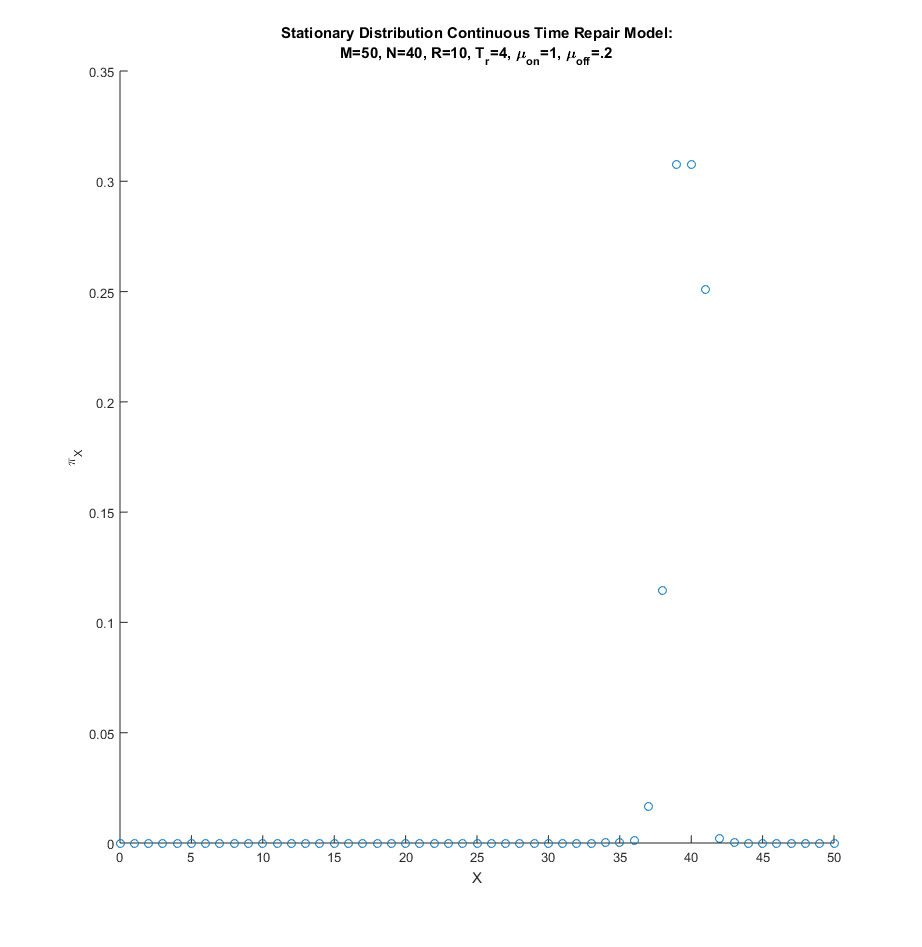 Stationary Distribution Continuous Time Repair Model:
M=50, N=40, R=10, T_r=4, μ_on=1, μ_off=.2
0.35
0.3
0.25
0.2
0.15
0.1
0.05
0
π_X
0 5 10 15 20 25 30 35 40 45 50
X